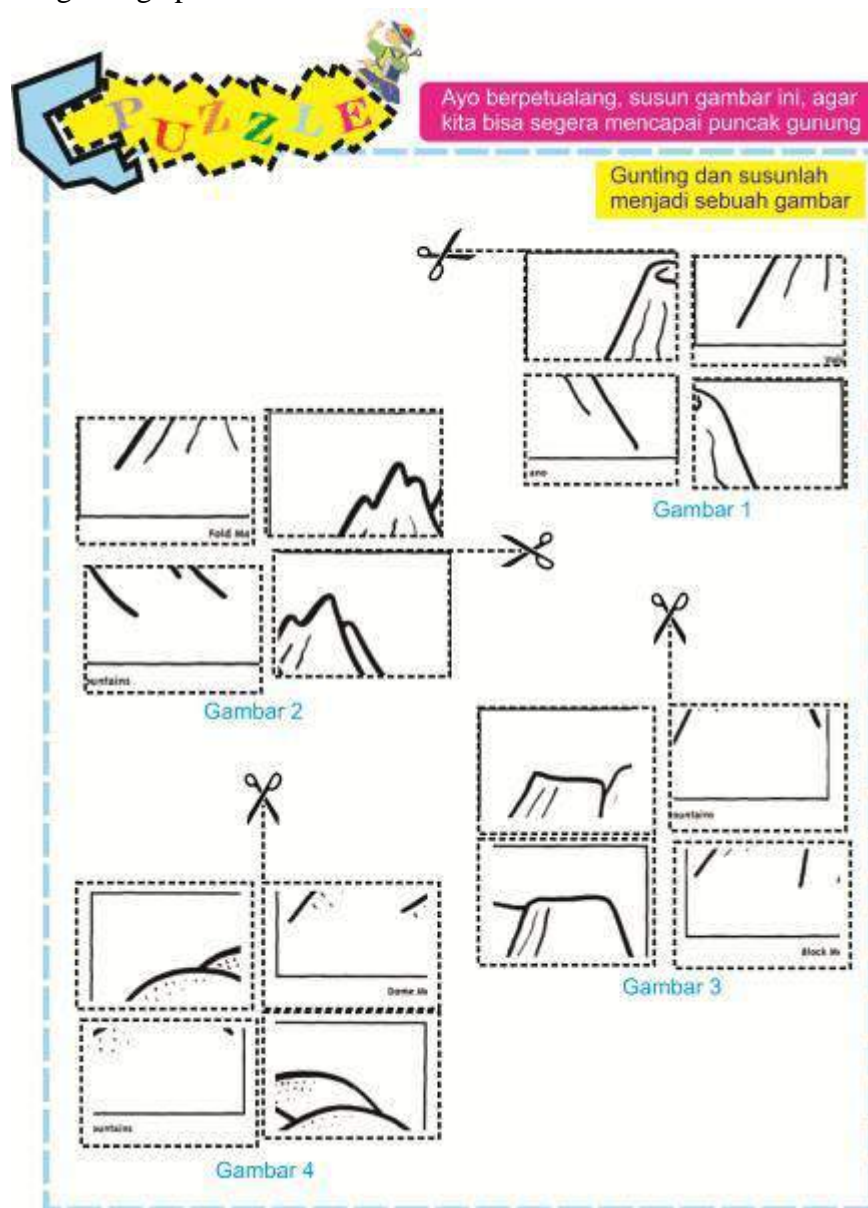 PUZZLE
Ayo berpetualang, susun gambar ini, agar
kita bisa segera mencapai puncak gunung
Gunting dan susunlah
menjadi sebuah gambar
ano
Gambar 1
Fold Mo
ountains
Gambar 2
ountains
Block Mo
Gambar 3
Dome Mo
ountains
Gambar 4